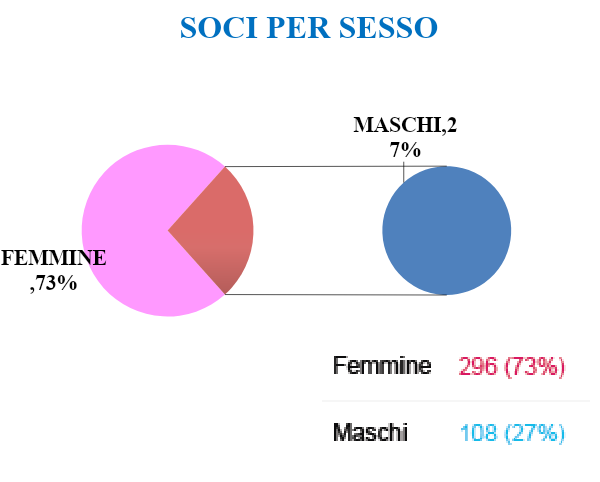 SOCI PER SESSO
MASCHI,2
7%
FEMMINE
,73%
Femmine 296 (73%)
Maschi 108 (27%)